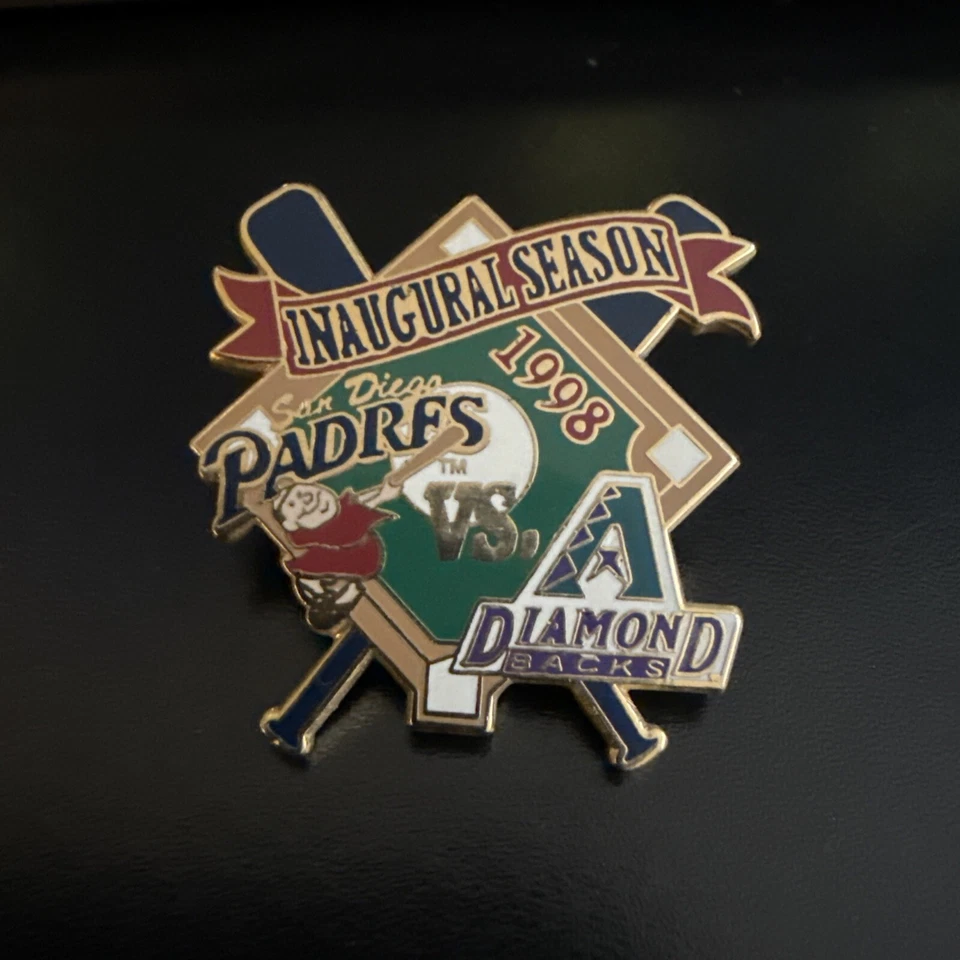 INAUGURAL SEASON
1998
San Diego
PADRES
TM
VS.
A
DIAMOND
BACKS